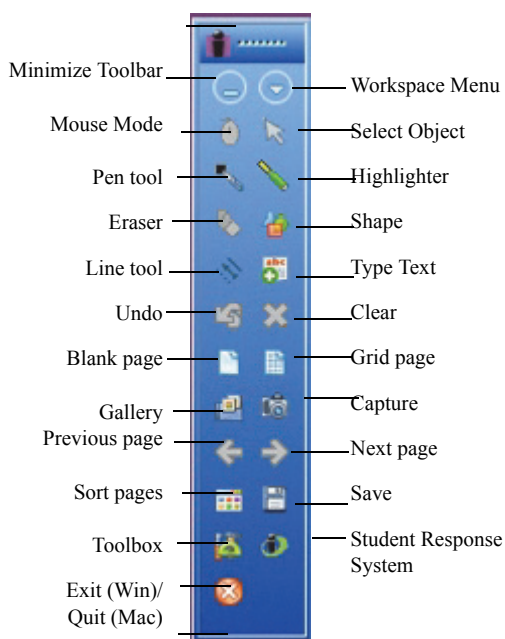 Minimize Toolbar
Workspace Menu
Mouse Mode
Select Object
Pen tool
Highlighter
Eraser
Shape
Line tool
Type Text
abc
Undo
Clear
Blank page
Grid page
Gallery
Capture
Previous page
Next page
Sort pages
Save
Toolbox
Student Response
System
Exit (Win)/
Quit (Mac)